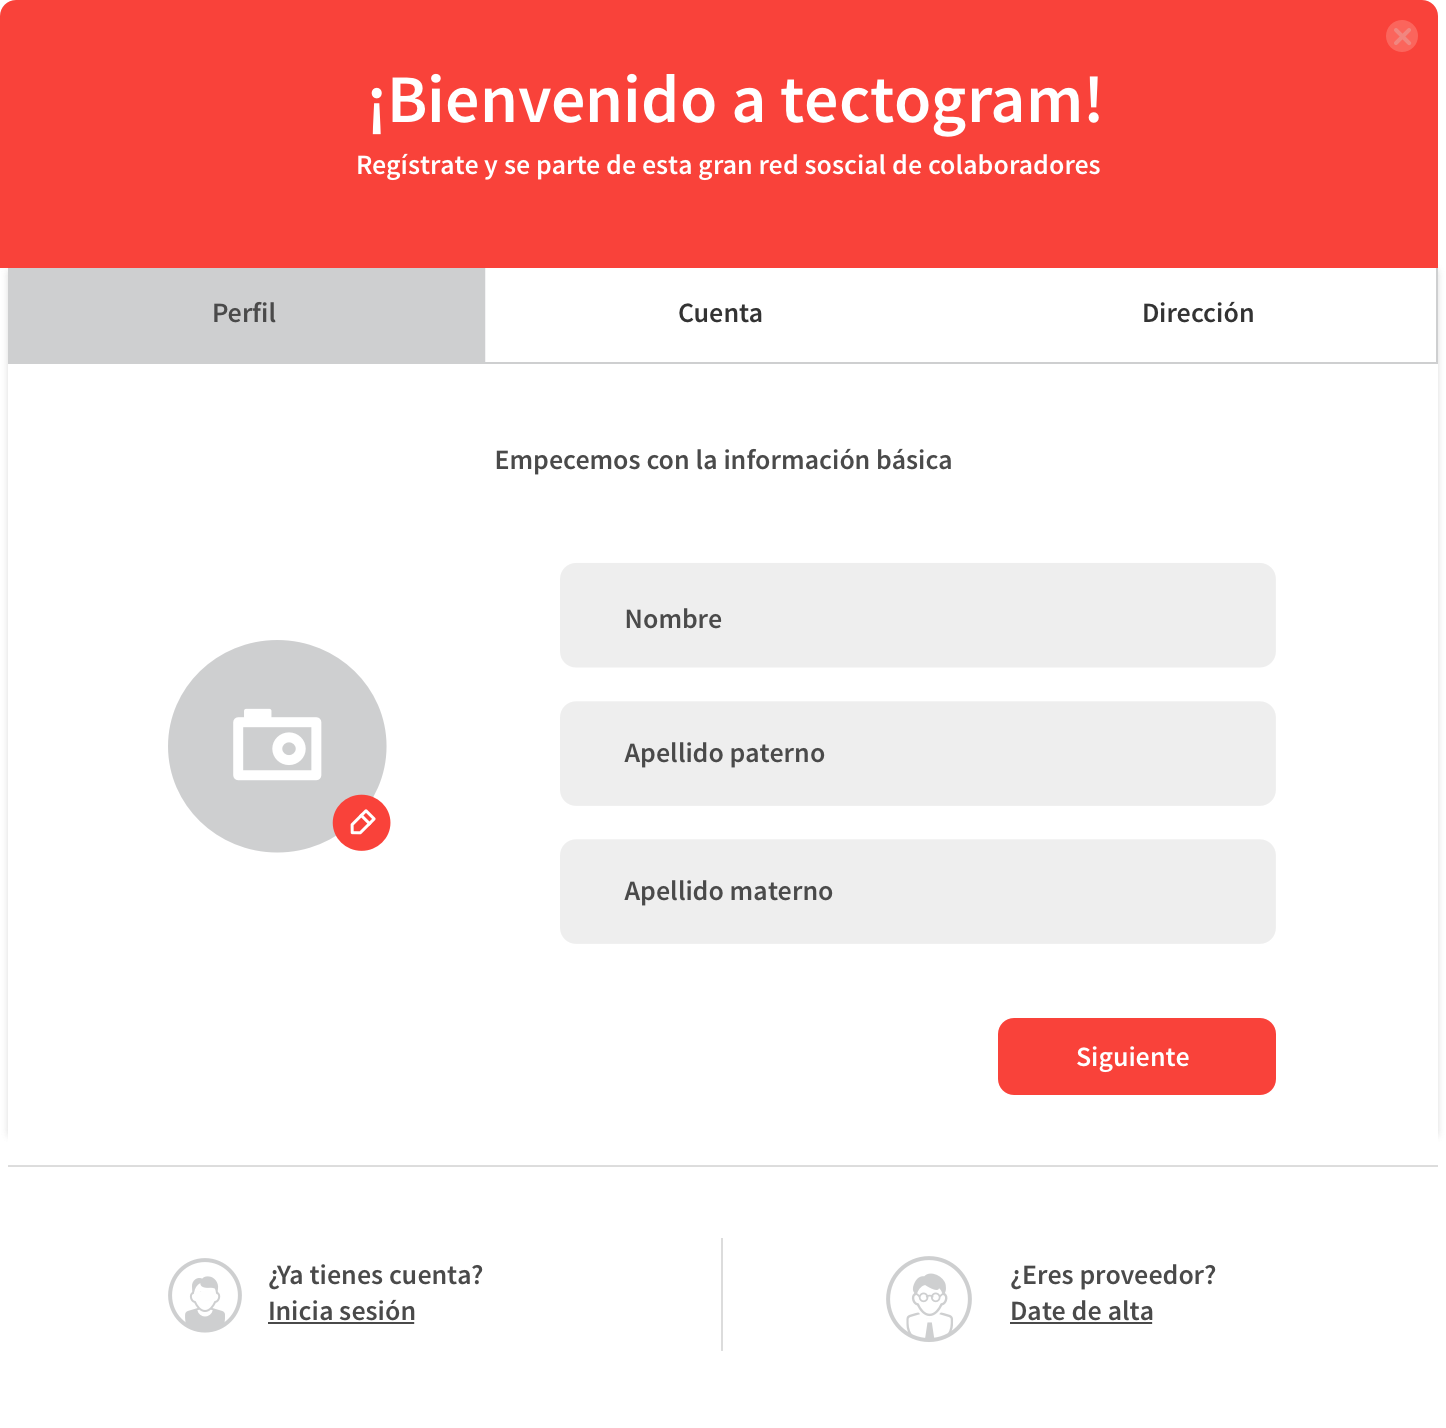 ¡Bienvenido a tectogram!
Regístrate y se parte de esta gran red soscial de colaboradores
Perfil
Cuenta
Dirección
Empecemos con la información básica
Nombre
Apellido paterno
Apellido materno
Siguiente
¿Ya tienes cuenta?
Inicia sesión
¿Eres proveedor?
Date de alta